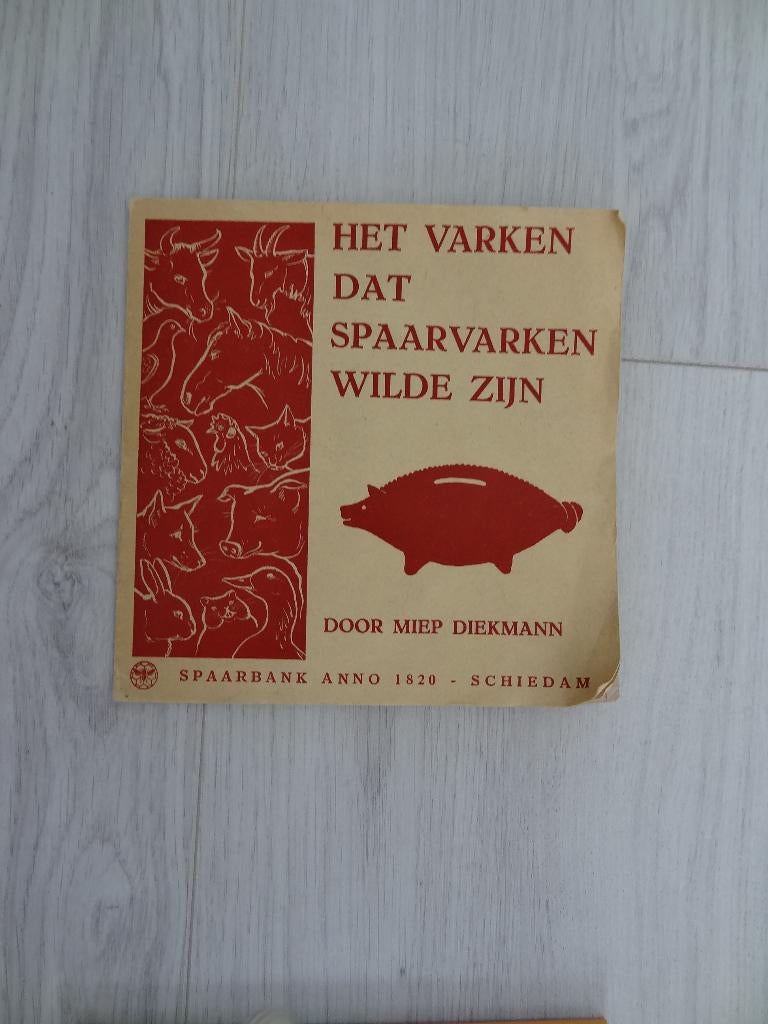 HET VARKEN
DAT
SPAARVARKEN
WILDE ZIJN
DOOR MIEP DIEKMANN
SPAARBANK ANNO 1820 - SCHIEDAM